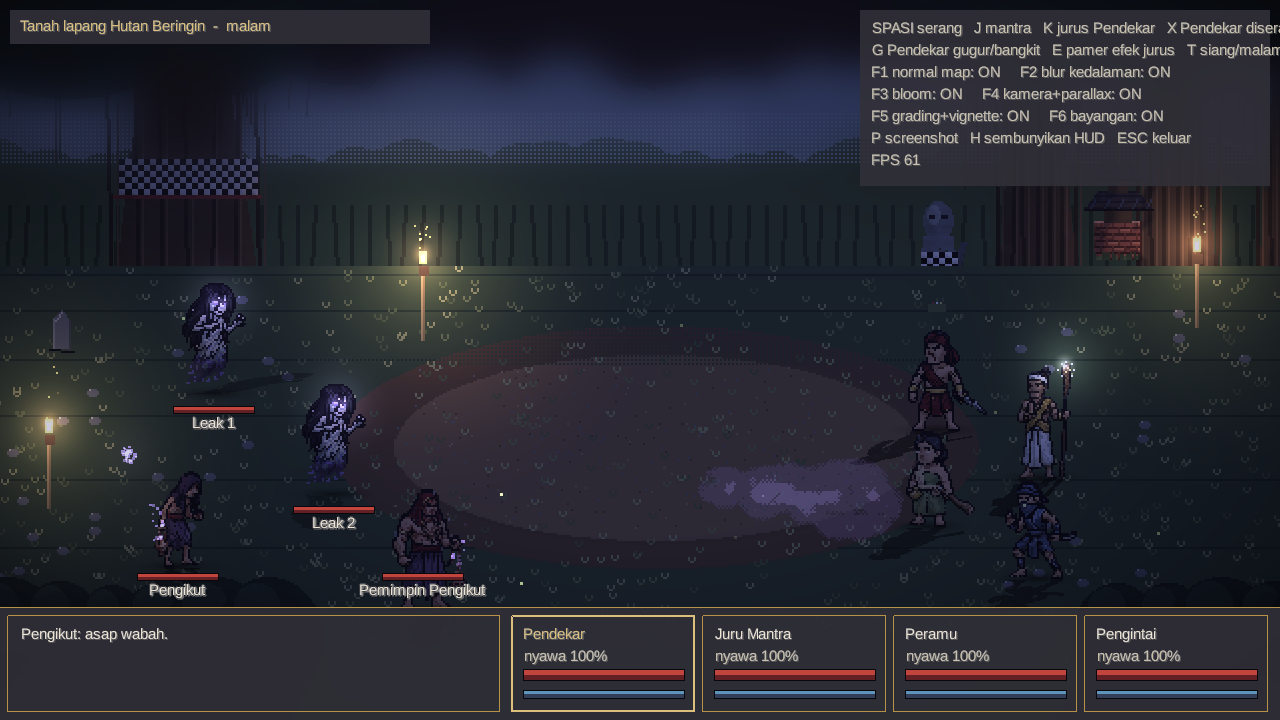 Tanah lapang Hutan Beringin - malam
SPASI serang J mantra K jurus Pendekar X Pendekar
G Pendekar gugur/bangkit E pamer efek jurus T siang/malam
F1 normal map: ON F2 blur kedalaman: ON
F3 bloom: ON F4 kamera+parallax: ON
F5 grading+vignette: ON F6 bayangan: ON
P screenshot H sembunyikan HUD ESC keluar
FPS 61
Leak 1
Leak 2
Pengikut
Pemimpin Pengikut
Pengikut: asap wabah.
Pendekar
nyawa 100%
Juru Mantra
nyawa 100%
Peramu
nyawa 100%
Pengintai
nyawa 100%